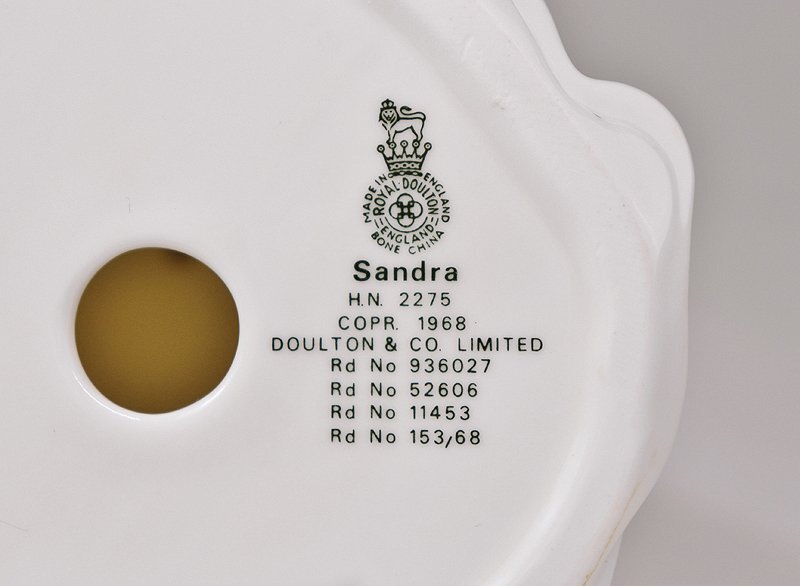 MADE IN ENGLAND
ROYAL DOULTON
ENGLAND
BONE CHINA
Sandra
H.N. 2275
COPR. 1968
DOULTON & CO. LIMITED
Rd No 936027
Rd No 52606
Rd No 11453
Rd No 153/68